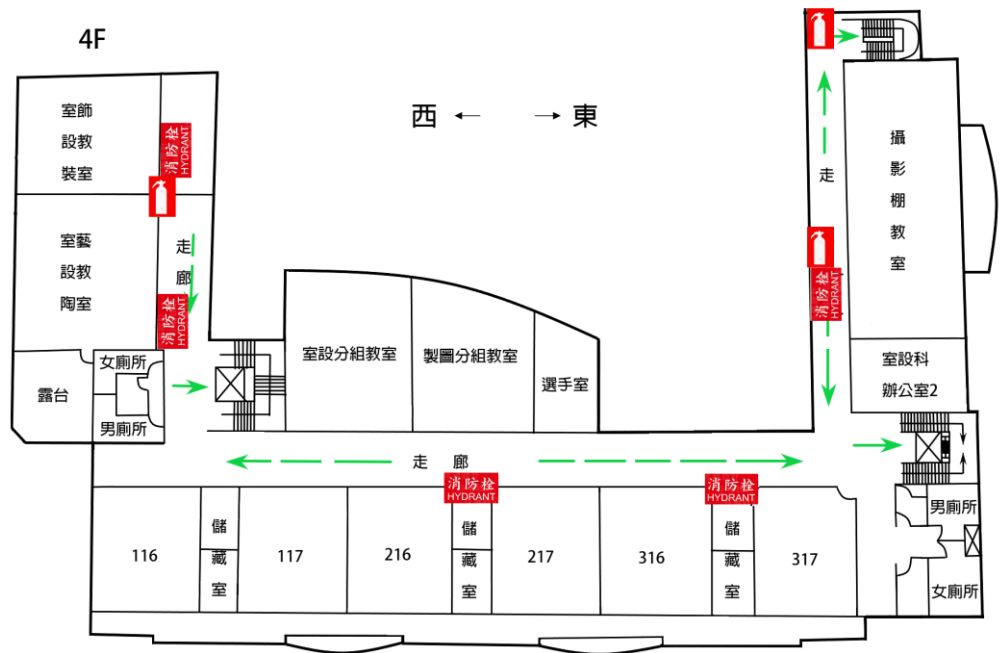 4F
西 東
室飾
設教
裝室
消防栓
HYDRANT
室藝
設教
陶室
走
廊
消防栓
HYDRANT
露台
女廁所
男廁所
室設分組教室
製圖分組教室
選手室
走
攝
影
棚
教
室
消防栓
HYDRANT
廊
室設科
辦公室2
走 廊
消防栓
HYDRANT
消防栓
HYDRANT
116
儲
藏
室
117
216
儲
藏
室
217
316
儲
藏
室
317
男廁所
女廁所